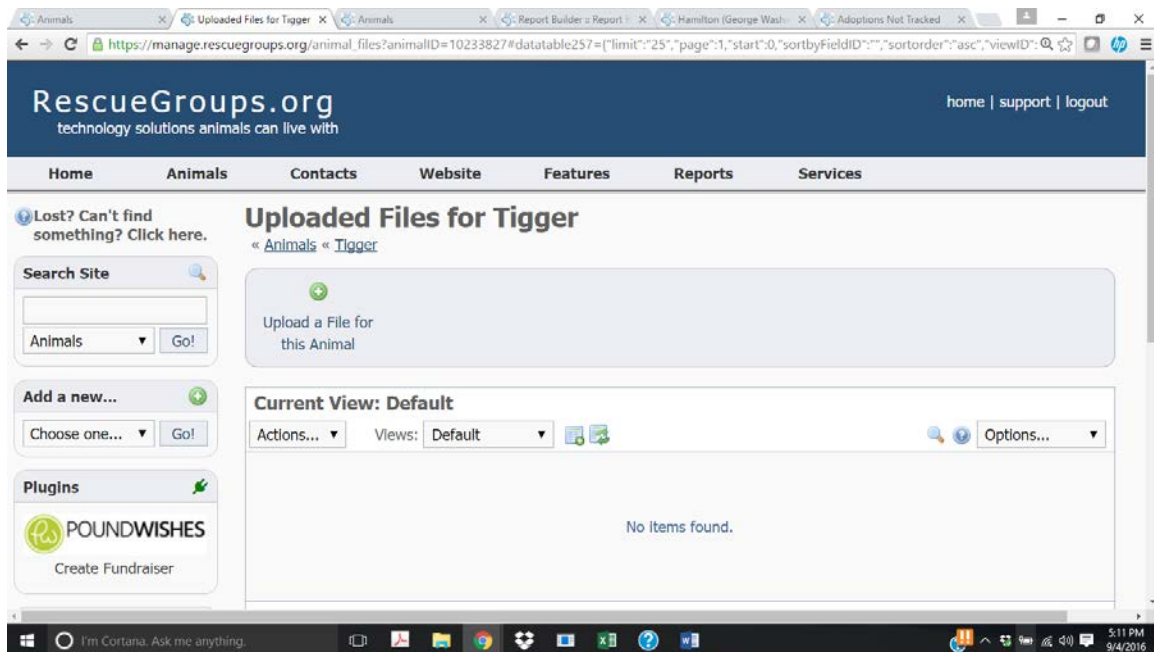 Animals
Uploaded Files for Tigger
Animals
Report Builder :: Report
Hamilton (George Wash
Adoptions Not Tracked
https://manage.rescuegroups.org/animal_files?animalID=10233827#datatable257={"limit":"25","page":1,"start":0,"sortbyFieldID":"","sortorder":"asc","viewID":
RescueGroups.org
technology solutions animals can live with
home | support | logout
Home Animals Contacts Website Features Reports Services
Lost? Can't find
something? Click here.
Uploaded Files for Tigger
« Animals « Tigger
Search Site
Animals Go!
Upload a File for
this Animal
Add a new...
Choose one... Go!
Current View: Default
Actions... Views: Default Options...
No items found.
Plugins
POUNDWISHES
Create Fundraiser
I'm Cortana. Ask me anything.
5:11 PM
9/4/2016